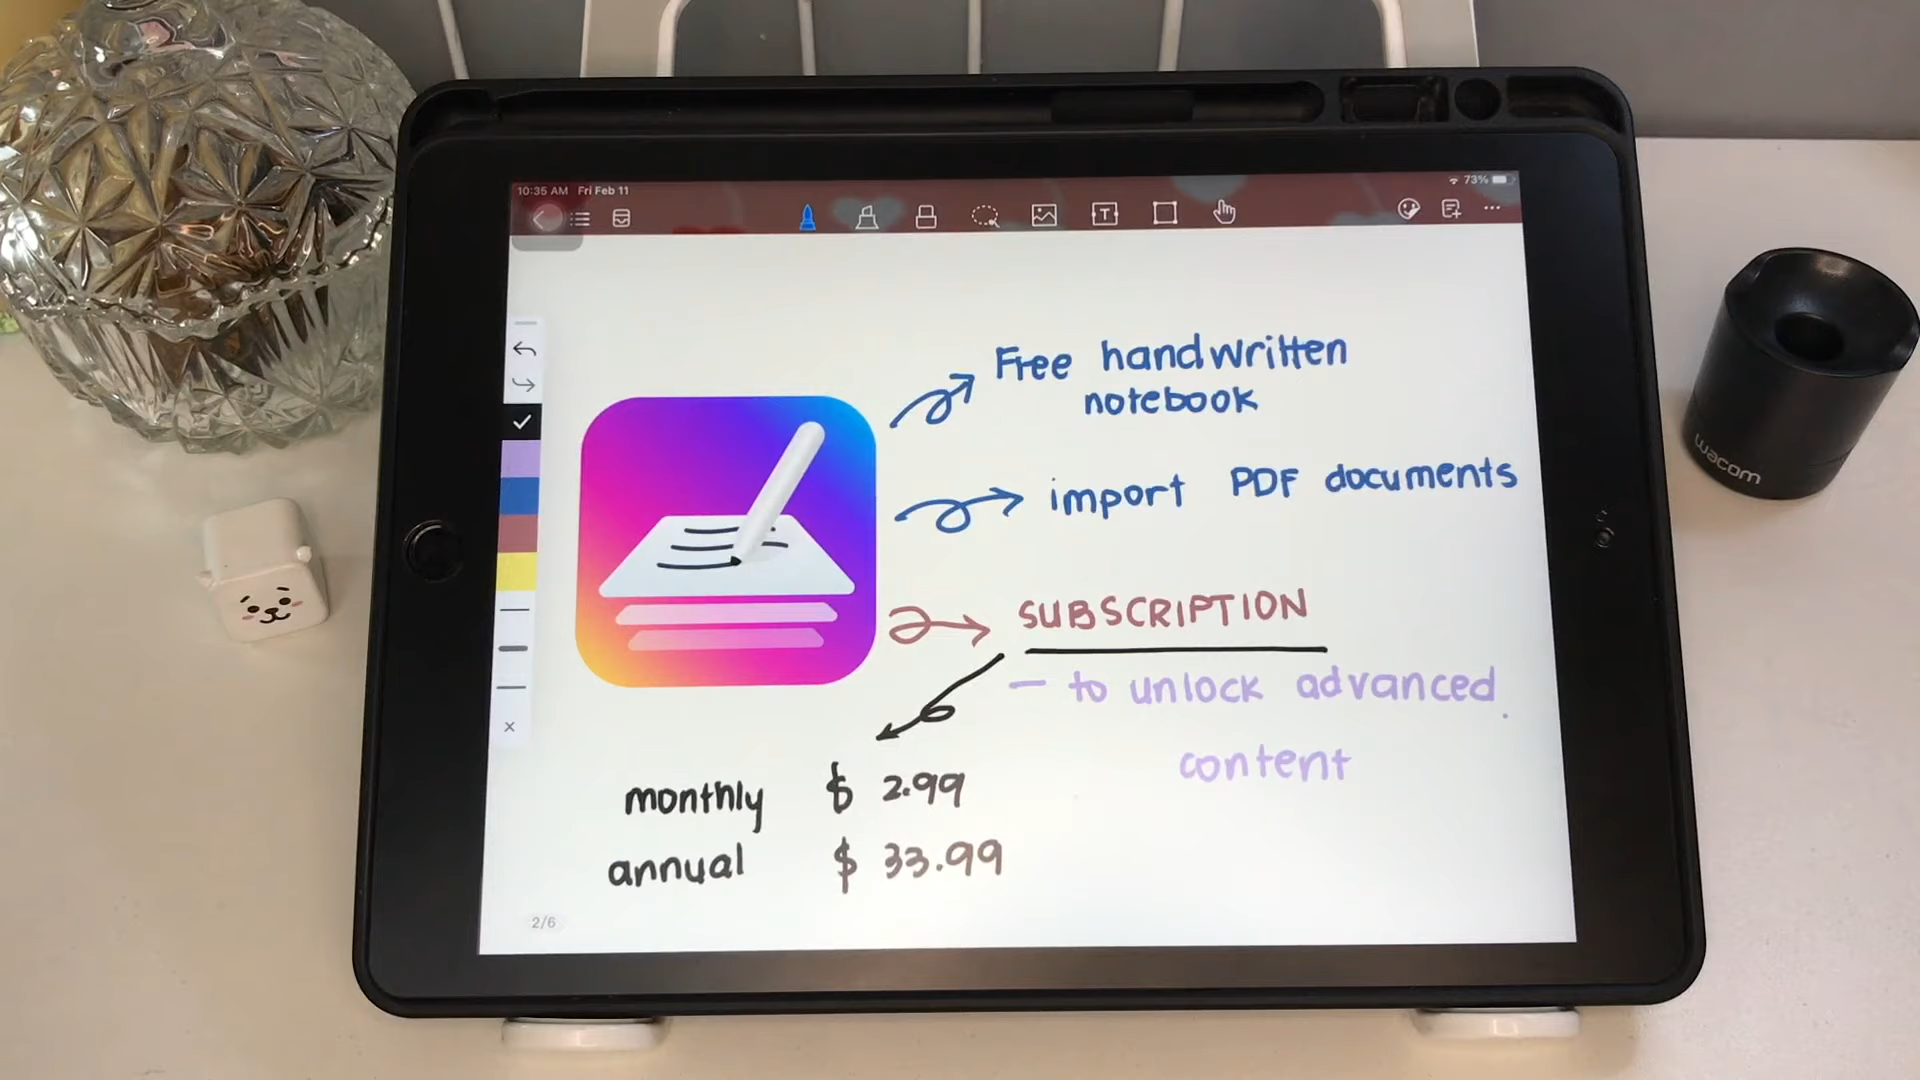 10:35 AM Fri Feb 11
73%
T
Free handwritten
notebook
import PDF documents
SUBSCRIPTION
– to unlock advanced.
content
monthly $ 2.99
annual $ 33.99
2/6
wacom